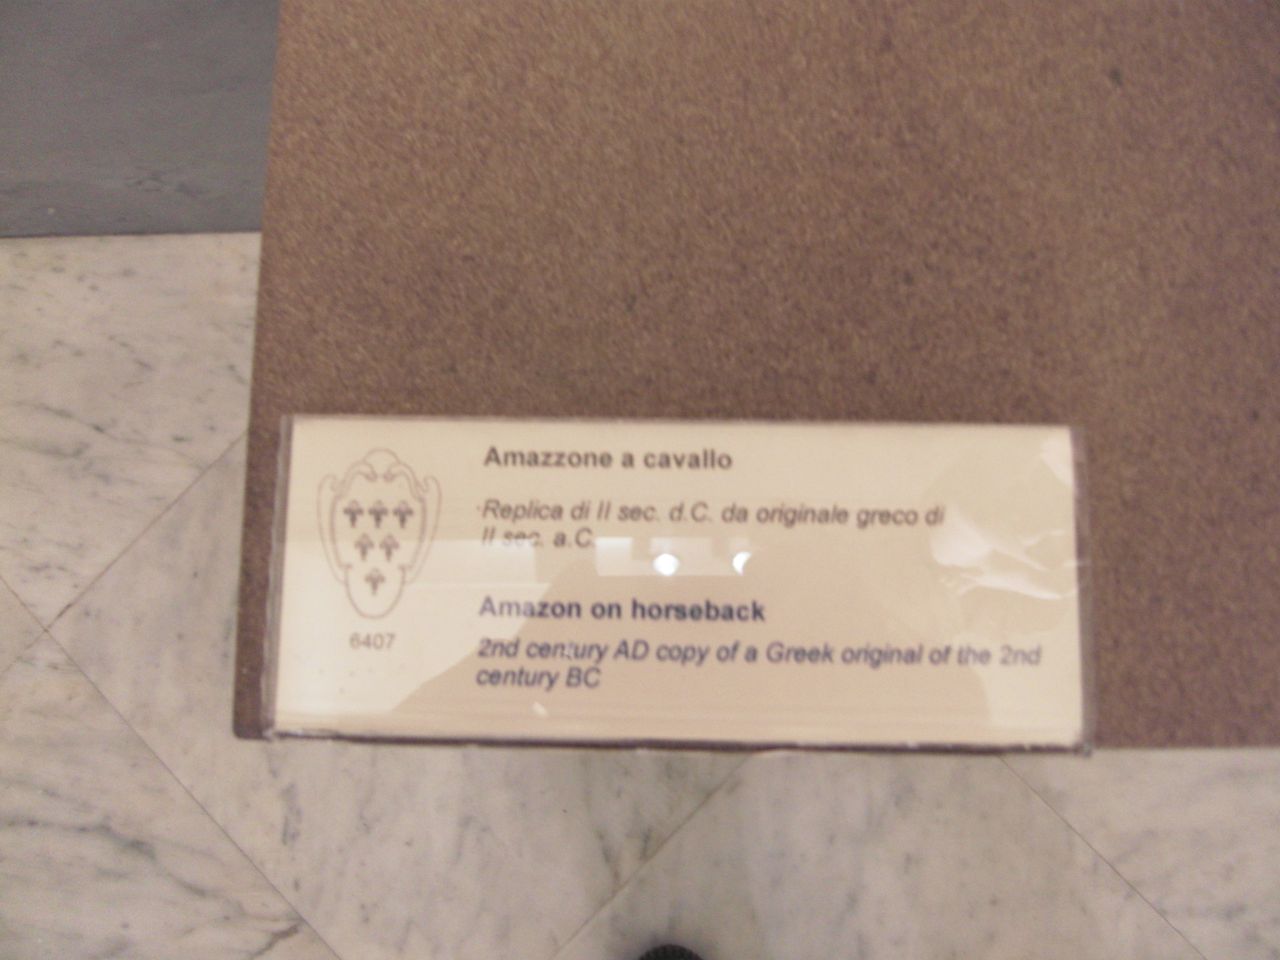 Amazzone a cavallo
Replica di II sec. d.C. da originale greco di
II sec. a.C.
Amazon on horseback
2nd century AD copy of a Greek original of the 2nd
century BC
6407